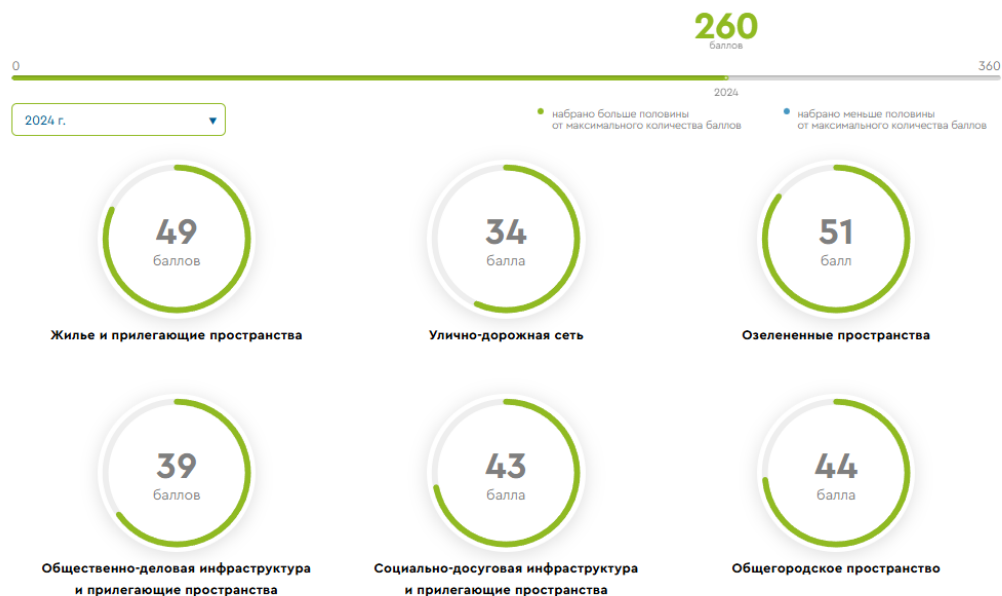 260
баллов
0
360
2024
2024 г.
набрано больше половины
от максимального количества баллов
набрано меньше половины
от максимального количества баллов
49
баллов
Жилье и прилегающие пространства
34
балла
Улично-дорожная сеть
51
балл
Озелененные пространства
39
баллов
Общественно-деловая инфраструктура
и прилегающие пространства
43
балла
Социально-досуговая инфраструктура
и прилегающие пространства
44
балла
Общегородское пространство